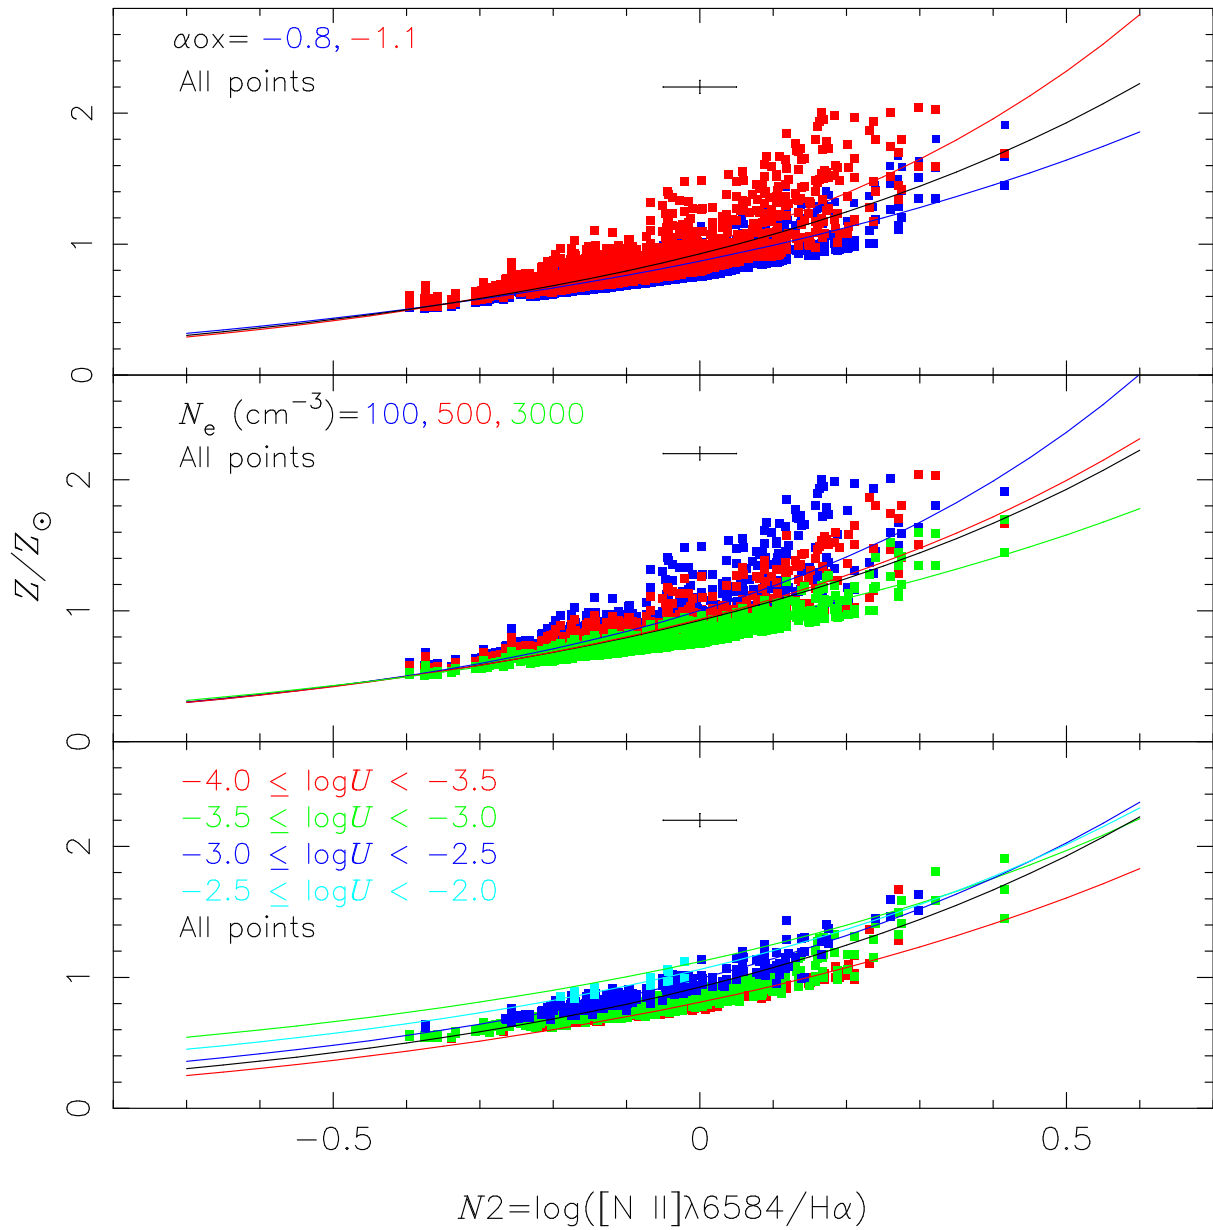 αox= −0.8, −1.1
All points
2
1
0
N_e (cm^−3)=100, 500, 3000
All points
2
1
0
Z/Z_⊙
−4.0 ≤ logU < −3.5
−3.5 ≤ logU < −3.0
−3.0 ≤ logU < −2.5
−2.5 ≤ logU < −2.0
All points
2
1
0
−0.5 0 0.5
N2=log([N II]λ6584/Hα)